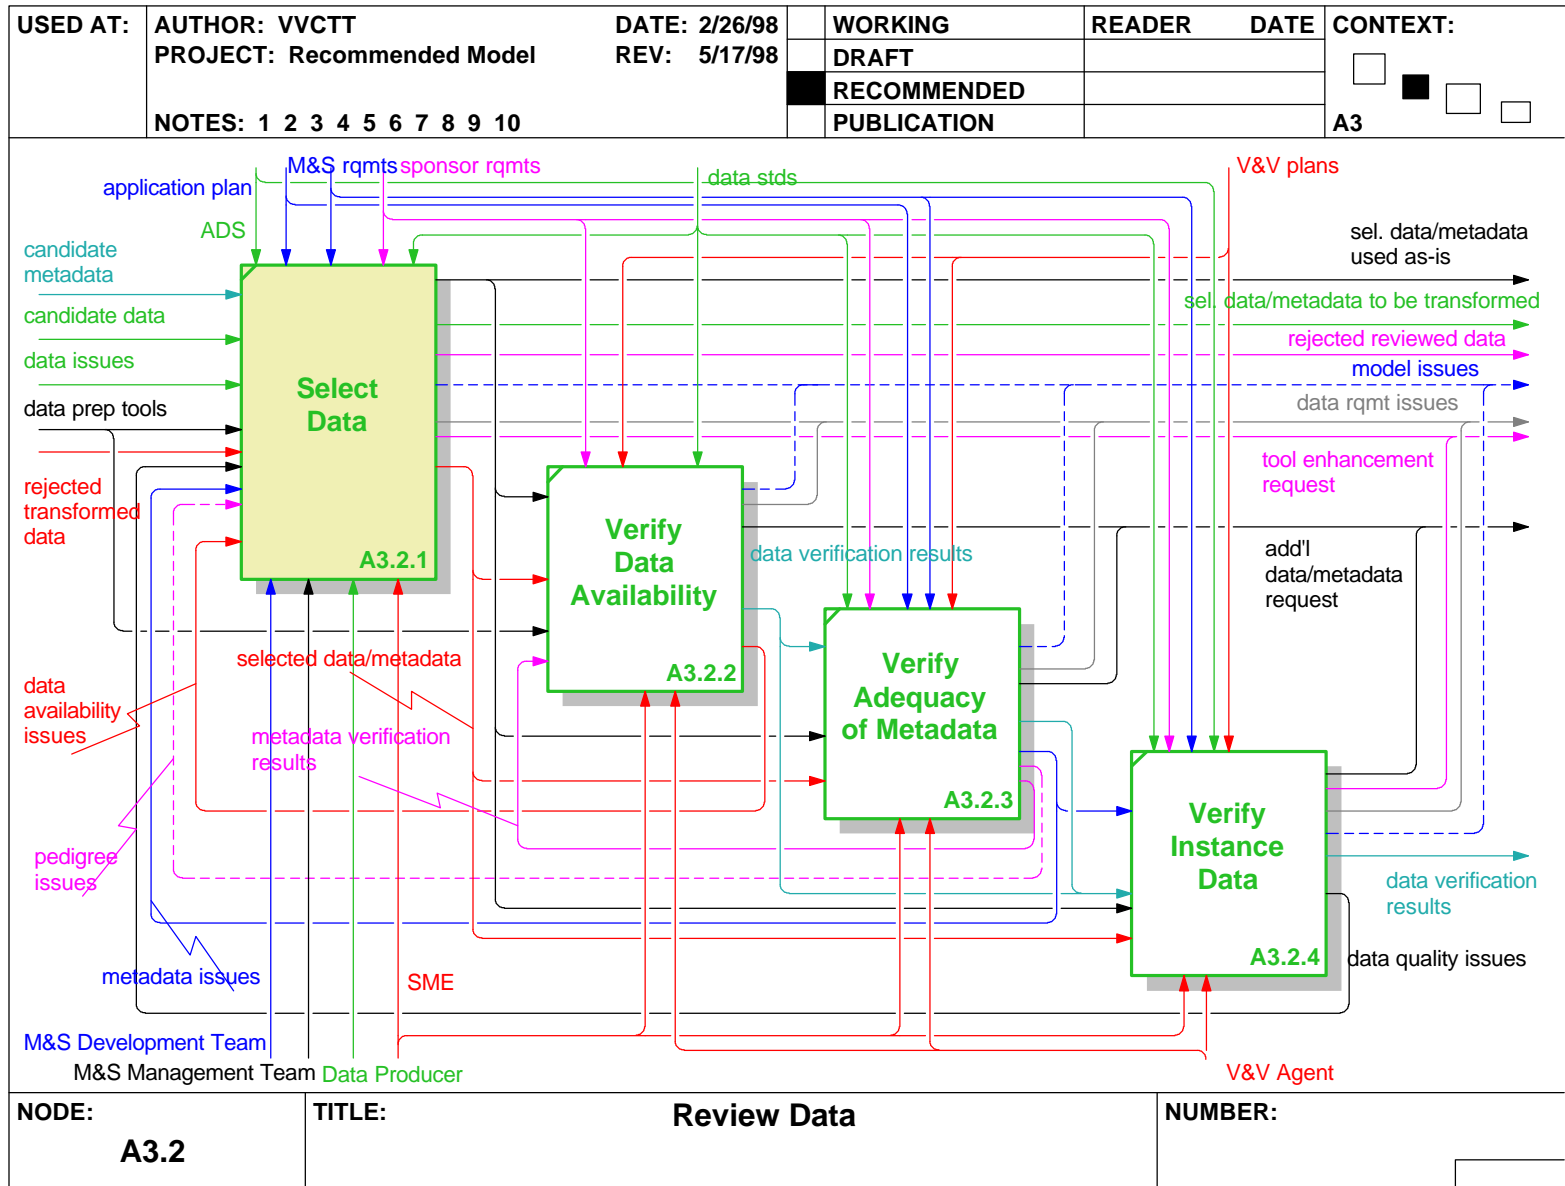 USED AT:
AUTHOR: VVCTT
DATE: 2/26/98
PROJECT: Recommended Model
REV: 5/17/98
NOTES: 1 2 3 4 5 6 7 8 9 10
WORKING
DRAFT
RECOMMENDED
PUBLICATION
READER DATE
CONTEXT:
A3
M&S rqmts
sponsor rqmts
application plan
data stds
V&V plans
ADS
candidate
metadata
candidate data
data issues
data prep tools
rejected
transformed
data
sel. data/metadata
used as-is
sel. data/metadata to be transformed
rejected reviewed data
model issues
data rqmt issues
tool enhancement
request
add'l
data/metadata
request
Select
Data
A3.2.1
Verify
Data
Availability
A3.2.2
data verification results
Verify
Adequacy
of Metadata
A3.2.3
Verify
Instance
Data
A3.2.4
selected data/metadata
data
availability
issues
metadata verification
results
pedigree
issues
metadata issues
SME
data verification
results
data quality issues
M&S Development Team
M&S Management Team
Data Producer
V&V Agent
NODE:
A3.2
TITLE:
Review Data
NUMBER: